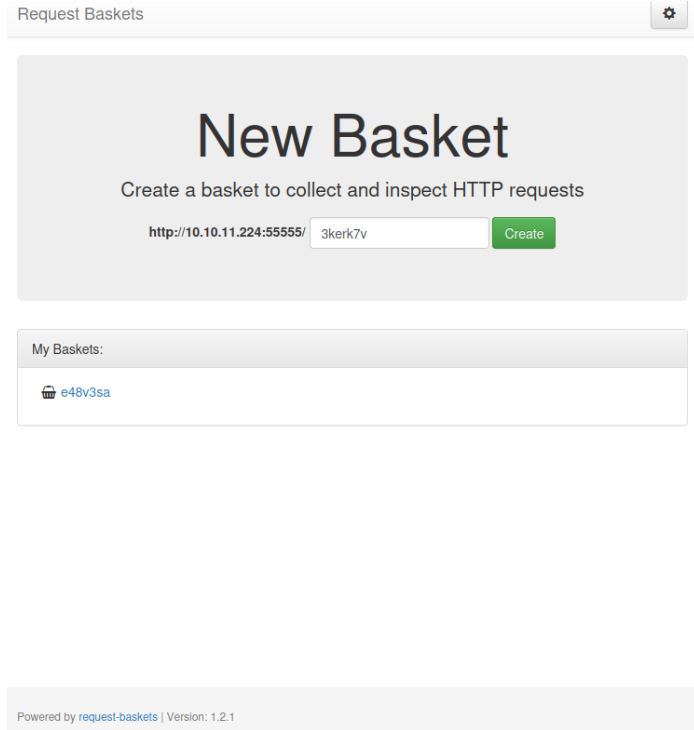 Request Baskets
New Basket
Create a basket to collect and inspect HTTP requests
http://10.10.11.224:55555/ 3kerk7v Create
My Baskets:
e48v3sa
Powered by request-baskets | Version: 1.2.1